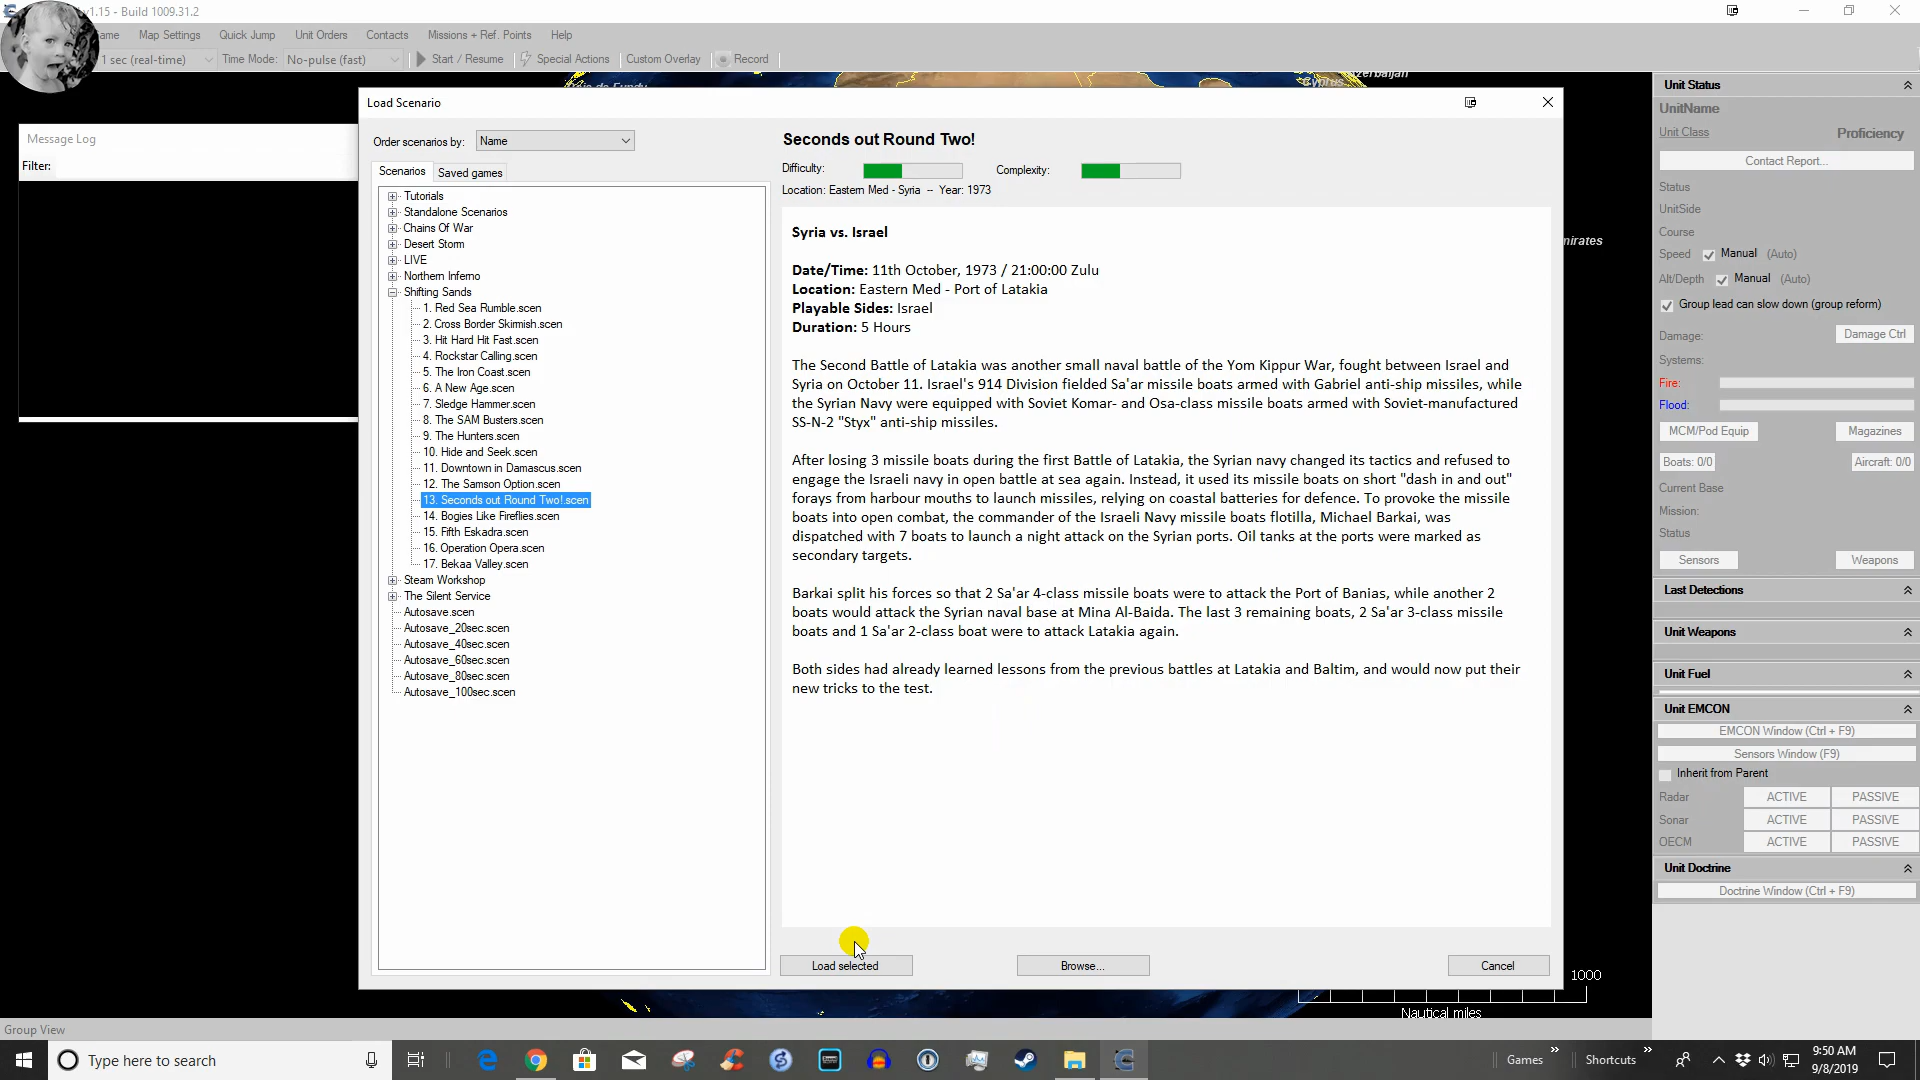 v1.15 - Build 1009.31.2
Game Map Settings Quick Jump Unit Orders Contacts Missions + Ref. Points Help
1 sec (real-time) Time Mode: No-pulse (fast) Start / Resume Special Actions Custom Overlay Record
Cyprus
Message Log
Filter:
Load Scenario
Order scenarios by: Name
Scenarios Saved games
Tutorials
Standalone Scenarios
Chains Of War
Desert Storm
LIVE
Northern Inferno
Shifting Sands
1. Red Sea Rumble.scen
2. Cross Border Skirmish.scen
3. Hit Hard Hit Fast.scen
4. Rockstar Calling.scen
5. The Iron Coast.scen
6. A New Age.scen
7. Sledge Hammer.scen
8. The SAM Busters.scen
9. The Hunters.scen
10. Hide and Seek.scen
11. Downtown in Damascus.scen
12. The Samson Option.scen
13. Seconds out Round Two!.scen
14. Bogies Like Fireflies.scen
15. Fifth Eskadra.scen
16. Operation Opera.scen
17. Bekaa Valley.scen
Steam Workshop
The Silent Service
Autosave.scen
Autosave_20sec.scen
Autosave_40sec.scen
Autosave_60sec.scen
Autosave_80sec.scen
Autosave_100sec.scen
Seconds out Round Two!
Difficulty: Complexity:
Location: Eastern Med - Syria -- Year: 1973
Syria vs. Israel
Date/Time: 11th October, 1973 / 21:00:00 Zulu
Location: Eastern Med - Port of Latakia
Playable Sides: Israel
Duration: 5 Hours
The Second Battle of Latakia was another small naval battle of the Yom Kippur War, fought between Israel and
Syria on October 11. Israel's 914 Division fielded Sa'ar missile boats armed with Gabriel anti-ship missiles, while
the Syrian Navy were equipped with Soviet Komar- and Osa-class missile boats armed with Soviet-manufactured
SS-N-2 "Styx" anti-ship missiles.
After losing 3 missile boats during the first Battle of Latakia, the Syrian navy changed its tactics and refused to
engage the Israeli navy in open battle at sea again. Instead, it used its missile boats on short "dash in and out"
forays from harbour mouths to launch missiles, relying on coastal batteries for defence. To provoke the missile
boats into open combat, the commander of the Israeli Navy missile boats flotilla, Michael Barkai, was
dispatched with 7 boats to launch a night attack on the Syrian ports. Oil tanks at the ports were marked as
secondary targets.
Barkai split his forces so that 2 Sa'ar 4-class missile boats were to attack the Port of Banias, while another 2
boats would attack the Syrian naval base at Mina Al-Baida. The last 3 remaining boats, 2 Sa'ar 3-class missile
boats and 1 Sa'ar 2-class boat were to attack Latakia again.
Both sides had already learned lessons from the previous battles at Latakia and Baltim, and would now put their
new tricks to the test.
Load selected Browse... Cancel
1000
Nautical miles
Unit Status
UnitName
Unit Class Proficiency
Contact Report...
Status
UnitSide
Course
Speed Manual (Auto)
Alt/Depth Manual (Auto)
Group lead can slow down (group reform)
Damage: Damage Ctrl
Systems:
Fire:
Flood:
MCM/Pod Equip Magazines
Boats: 0/0 Aircraft: 0/0
Current Base
Mission:
Status
Sensors Weapons
Last Detections
Unit Weapons
Unit Fuel
Unit EMCON
EMCON Window (Ctrl + F9)
Sensors Window (F9)
Inherit from Parent
Radar ACTIVE PASSIVE
Sonar ACTIVE PASSIVE
OECM ACTIVE PASSIVE
Unit Doctrine
Doctrine Window (Ctrl + F9)
Group View
Type here to search
Games Shortcuts
9:50 AM
9/8/2019